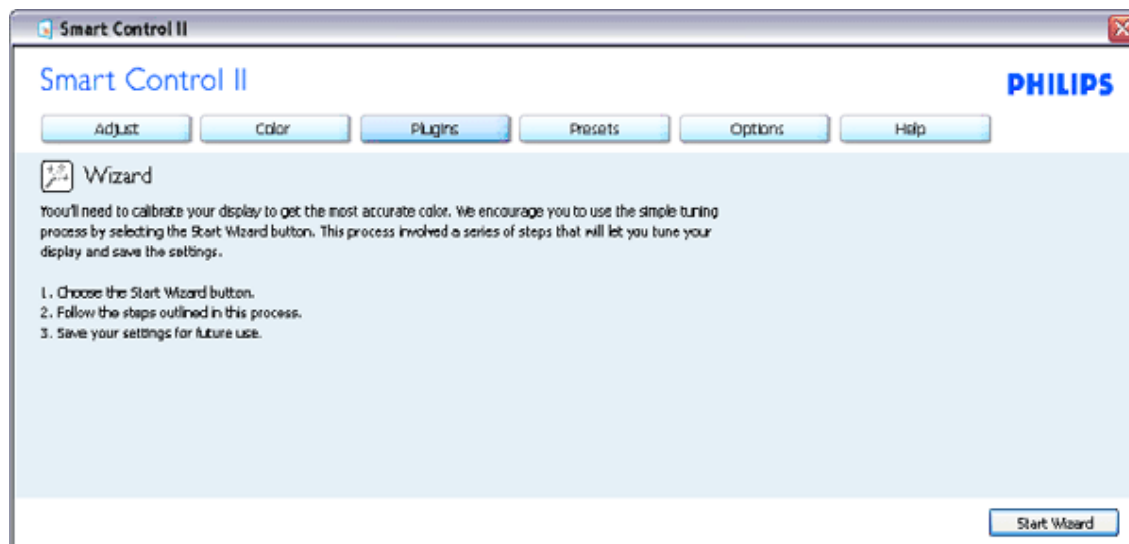 Smart Control II
Smart Control II
PHILIPS
Adjust Color Plugins Presets Options Help
Wizard
Yoou'll need to calibrate your display to get the most accurate color. We encourage you to use the simple tuning
process by selecting the Start Wizard button. This process involved a series of steps that will let you tune your
display and save the settings.
1. Choose the Start Wizard button.
2. Follow the steps outlined in this process.
3. Save your settings for future use.
Start Wizard